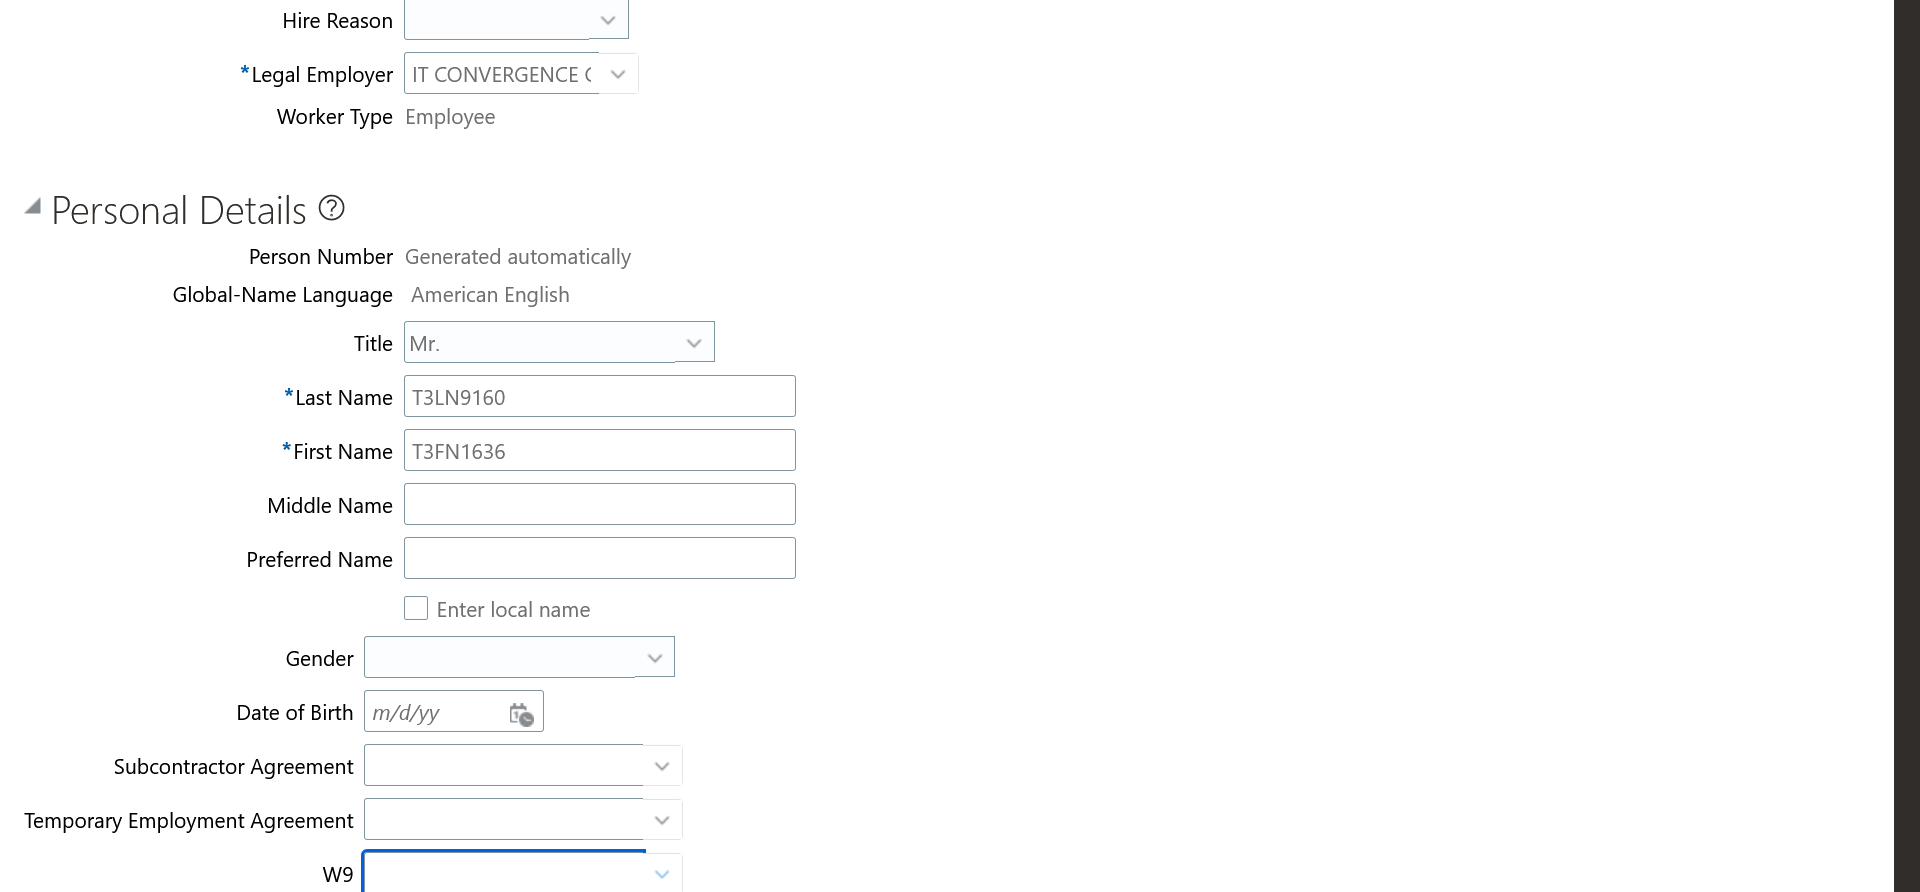 Hire Reason
*Legal Employer IT CONVERGENCE
Worker Type Employee
Personal Details
Person Number Generated automatically
Global-Name Language American English
Title Mr.
*Last Name T3LN9160
*First Name T3FN1636
Middle Name
Preferred Name
Enter local name
Gender
Date of Birth m/d/yy
Subcontractor Agreement
Temporary Employment Agreement
W9